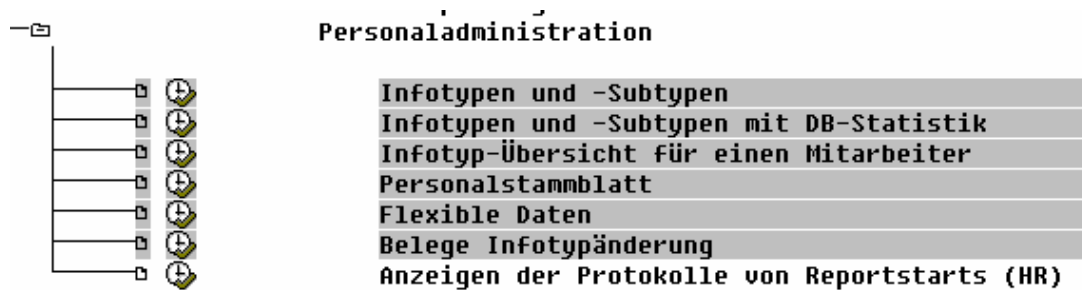 Personaladministration
Infotypen und -Subtypen
Infotypen und -Subtypen mit DB-Statistik
Infotyp-Übersicht für einen Mitarbeiter
Personalstammblatt
Flexible Daten
Belege Infotypänderung
Anzeigen der Protokolle von Reportstarts (HR)